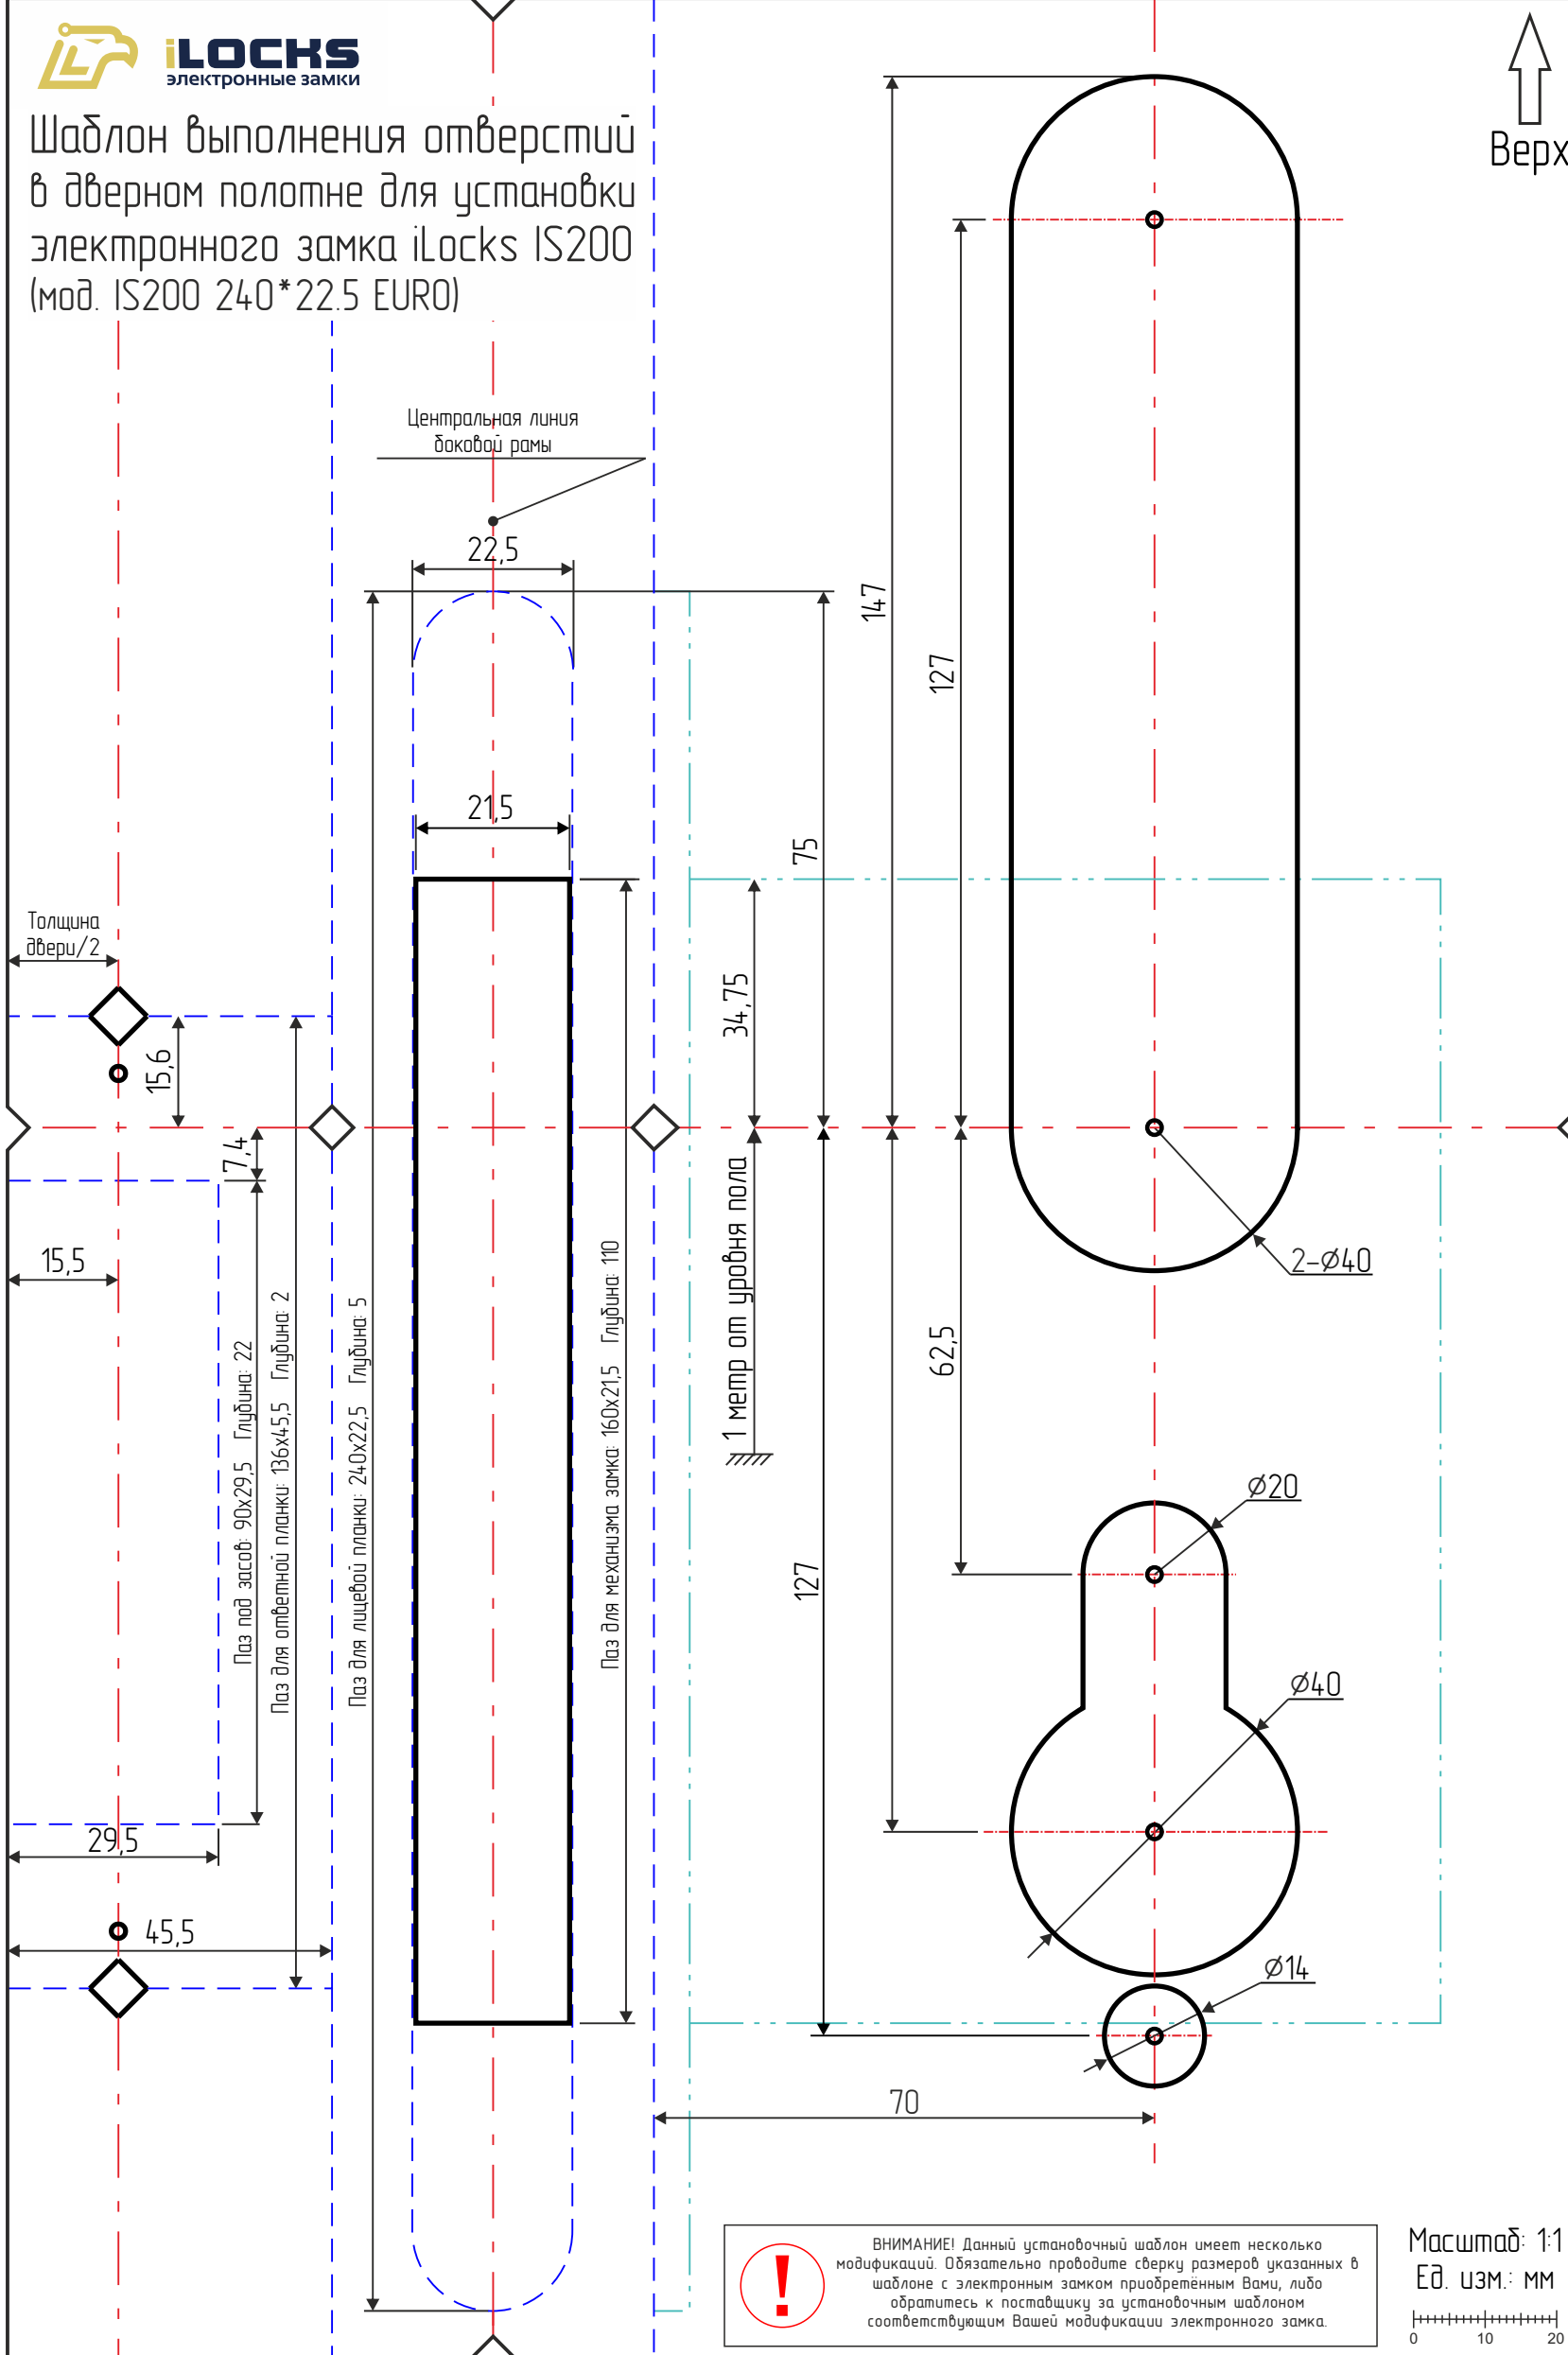 iLOCKS
электронные замки
Шаблон выполнения отверстий
в дверном полотне для установки
электронного замка iLocks IS200
(мод. IS200 240*22.5 EURO)
Верх
Центральная линия
боковой рамы
22,5
147
127
21,5
75
Толщина
двери/2
34,75
15,6
7,4
15,5
1 метр от уровня пола
2-Ø40
62,5
Паз под засов: 90x29,5 Глубина: 22
Паз для ответной планки: 136x45,5 Глубина: 2
Паз для лицевой планки: 240x22,5 Глубина: 5
Паз для механизма замка: 160x21,5 Глубина: 110
Ø20
127
Ø40
29,5
45,5
Ø14
70
!
ВНИМАНИЕ! Данный установочный шаблон имеет несколько
модификаций. Обязательно проводите сверку размеров указанных в
шаблоне с электронным замком приобретённым Вами, либо
обратитесь к поставщику за установочным шаблоном
соответствующим Вашей модификации электронного замка.
Масштаб: 1:1
Ед. изм.: мм
0 10 20